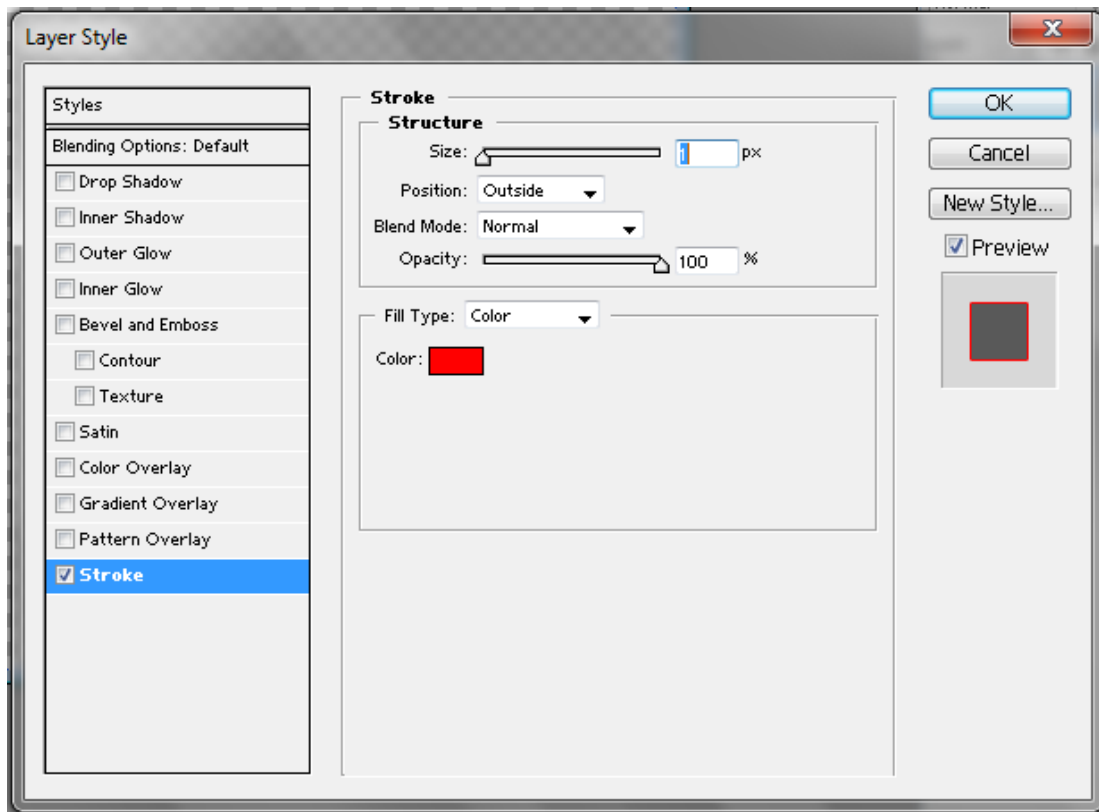 Layer Style
Styles
Blending Options: Default
Drop Shadow
Inner Shadow
Outer Glow
Inner Glow
Bevel and Emboss
Contour
Texture
Satin
Color Overlay
Gradient Overlay
Pattern Overlay
Stroke
Stroke
Structure
Size: 1 px
Position: Outside
Blend Mode: Normal
Opacity: 100 %
Fill Type: Color
Color:
OK
Cancel
New Style...
Preview